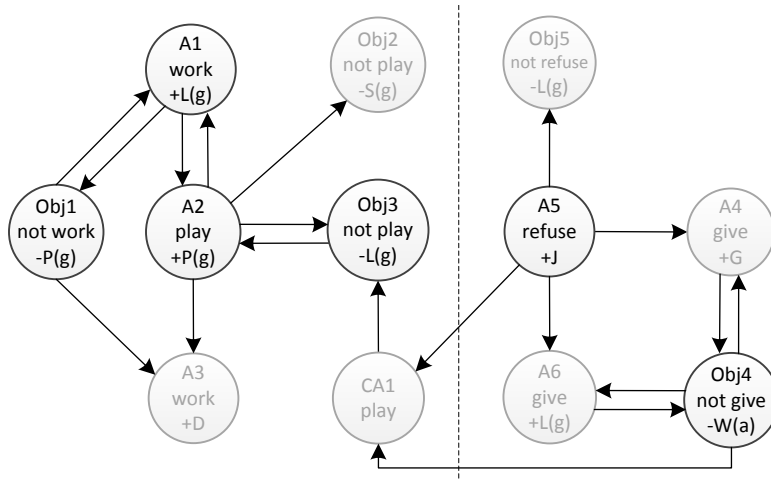 A1
work
+L(g)
Obj2
not play
-S(g)
Obj5
not refuse
-L(g)
Obj1
not work
-P(g)
A2
play
+P(g)
Obj3
not play
-L(g)
A5
refuse
+J
A4
give
+G
A3
work
+D
CA1
play
A6
give
+L(g)
Obj4
not give
-W(a)